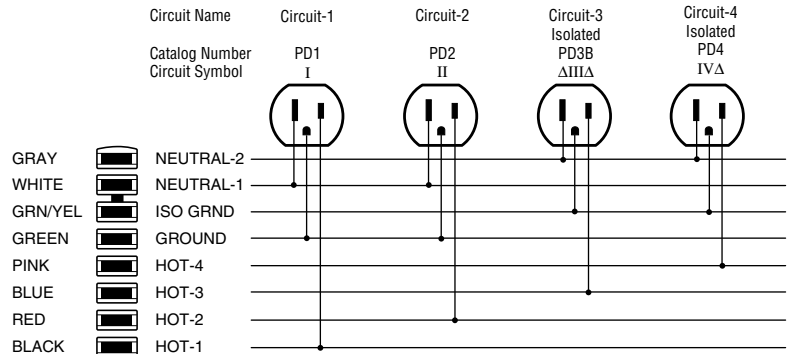 Circuit Name Circuit-1 Circuit-2 Circuit-3 Circuit-4
Isolated Isolated
Catalog Number PD1 PD2 PD3B PD4
Circuit Symbol I II ΔIIIΔ IVΔ
GRAY NEUTRAL-2
WHITE NEUTRAL-1
GRN/YEL ISO GRND
GREEN GROUND
PINK HOT-4
BLUE HOT-3
RED HOT-2
BLACK HOT-1